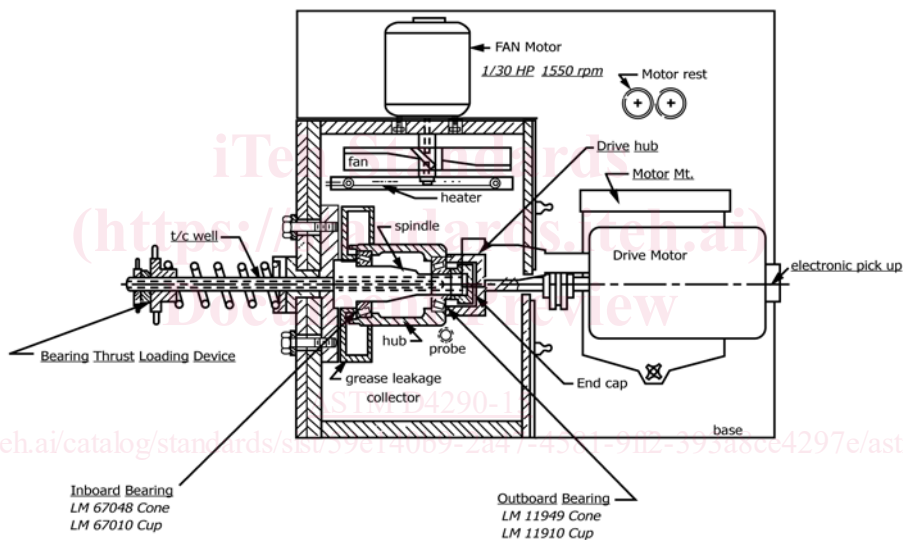 FAN Motor
1/30 HP 1550 rpm
Motor rest
iTeh Standards
fan
Drive hub
Motor Mt.
heater
(https://standards.iteh.ai)
spindle
t/c well
Drive Motor
electronic pick up
Document Preview
hub
probe
Bearing Thrust Loading Device
grease leakage
collector
End cap
ASTM D4290-1
base
Inboard Bearing
LM 67048 Cone
LM 67010 Cup
Outboard Bearing
LM 11949 Cone
LM 11910 Cup